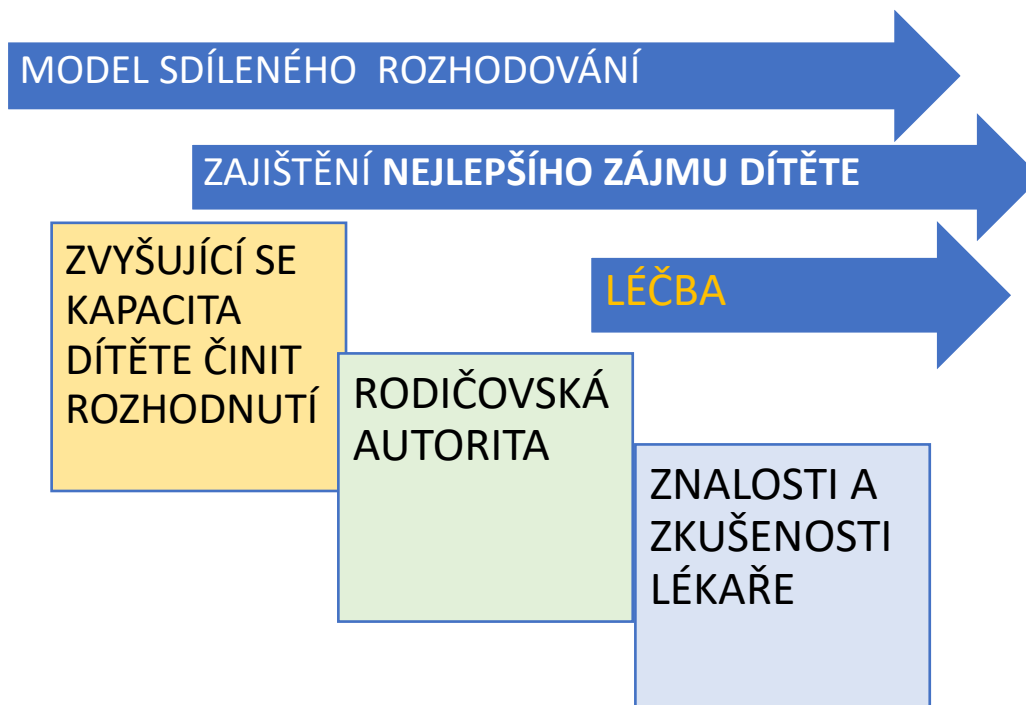 MODEL SDÍLENÉHO ROZHODOVÁNÍ
ZAJIŠTĚNÍ NEJLEPŠÍHO ZÁJMU DÍTĚTE
ZVYŠUJÍCÍ SE
KAPACITA
DÍTĚTE ČINIT
ROZHODNUTÍ
LÉČBA
RODIČOVSKÁ
AUTORITA
ZNALOSTI A
ZKUŠENOSTI
LÉKAŘE